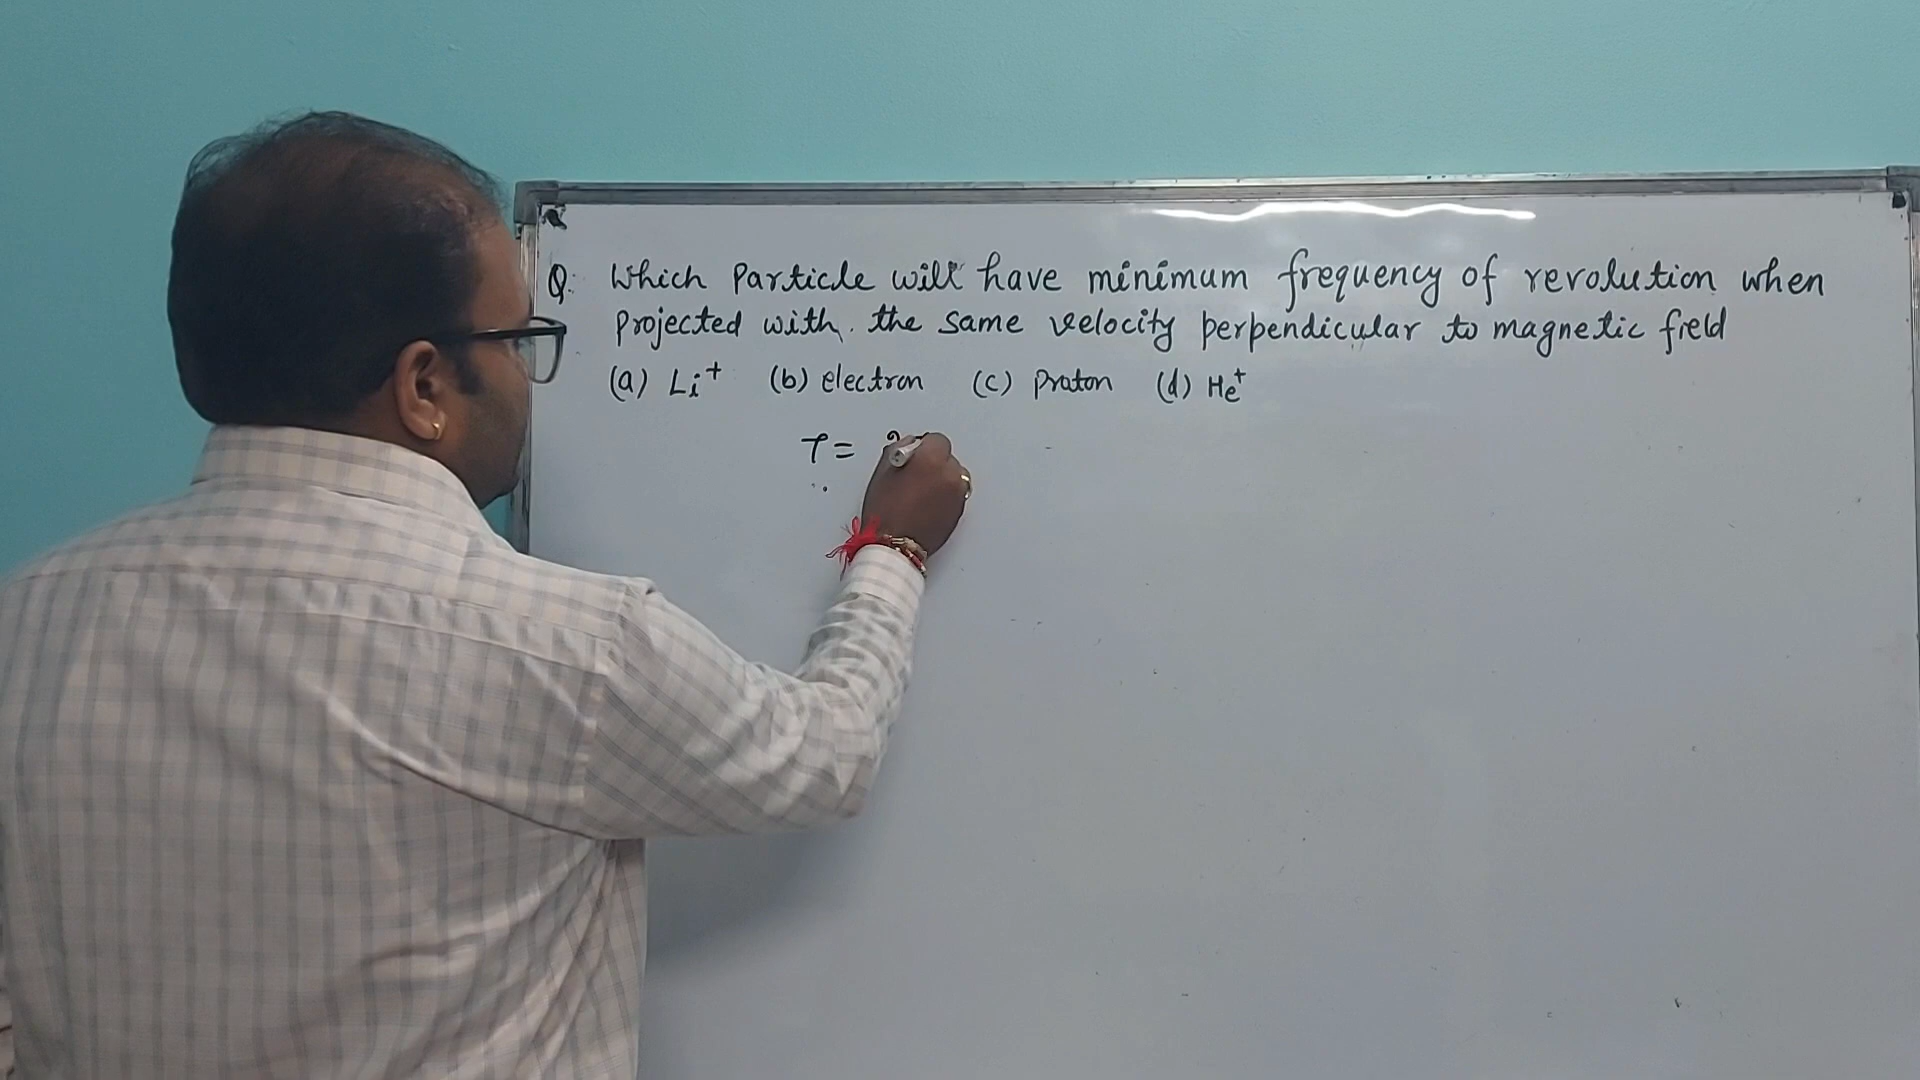 Q. Which Particle will have minimum frequency of revolution when
Projected with the same velocity perpendicular to magnetic field
(a) Li⁺ (b) electron (c) Proton (d) He⁺
T =